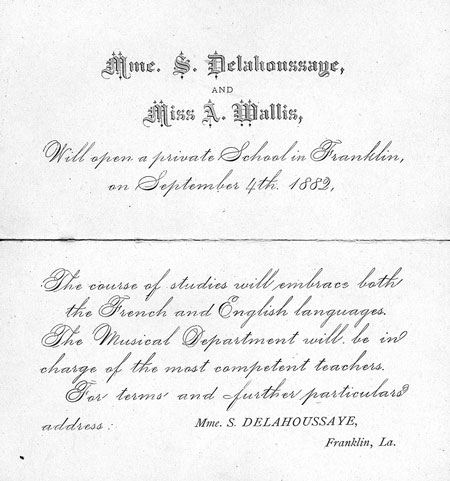 Mme. S. Delahoussaye,
AND
Miss A. Wallis,
Will open a private School in Franklin,
on September 4th. 1882,
The course of studies will embrace both
the French and English languages.
The Musical Department will be in
charge of the most competent teachers.
For terms and further particulars
address: Mme. S. DELAHOUSSAYE,
Franklin, La.